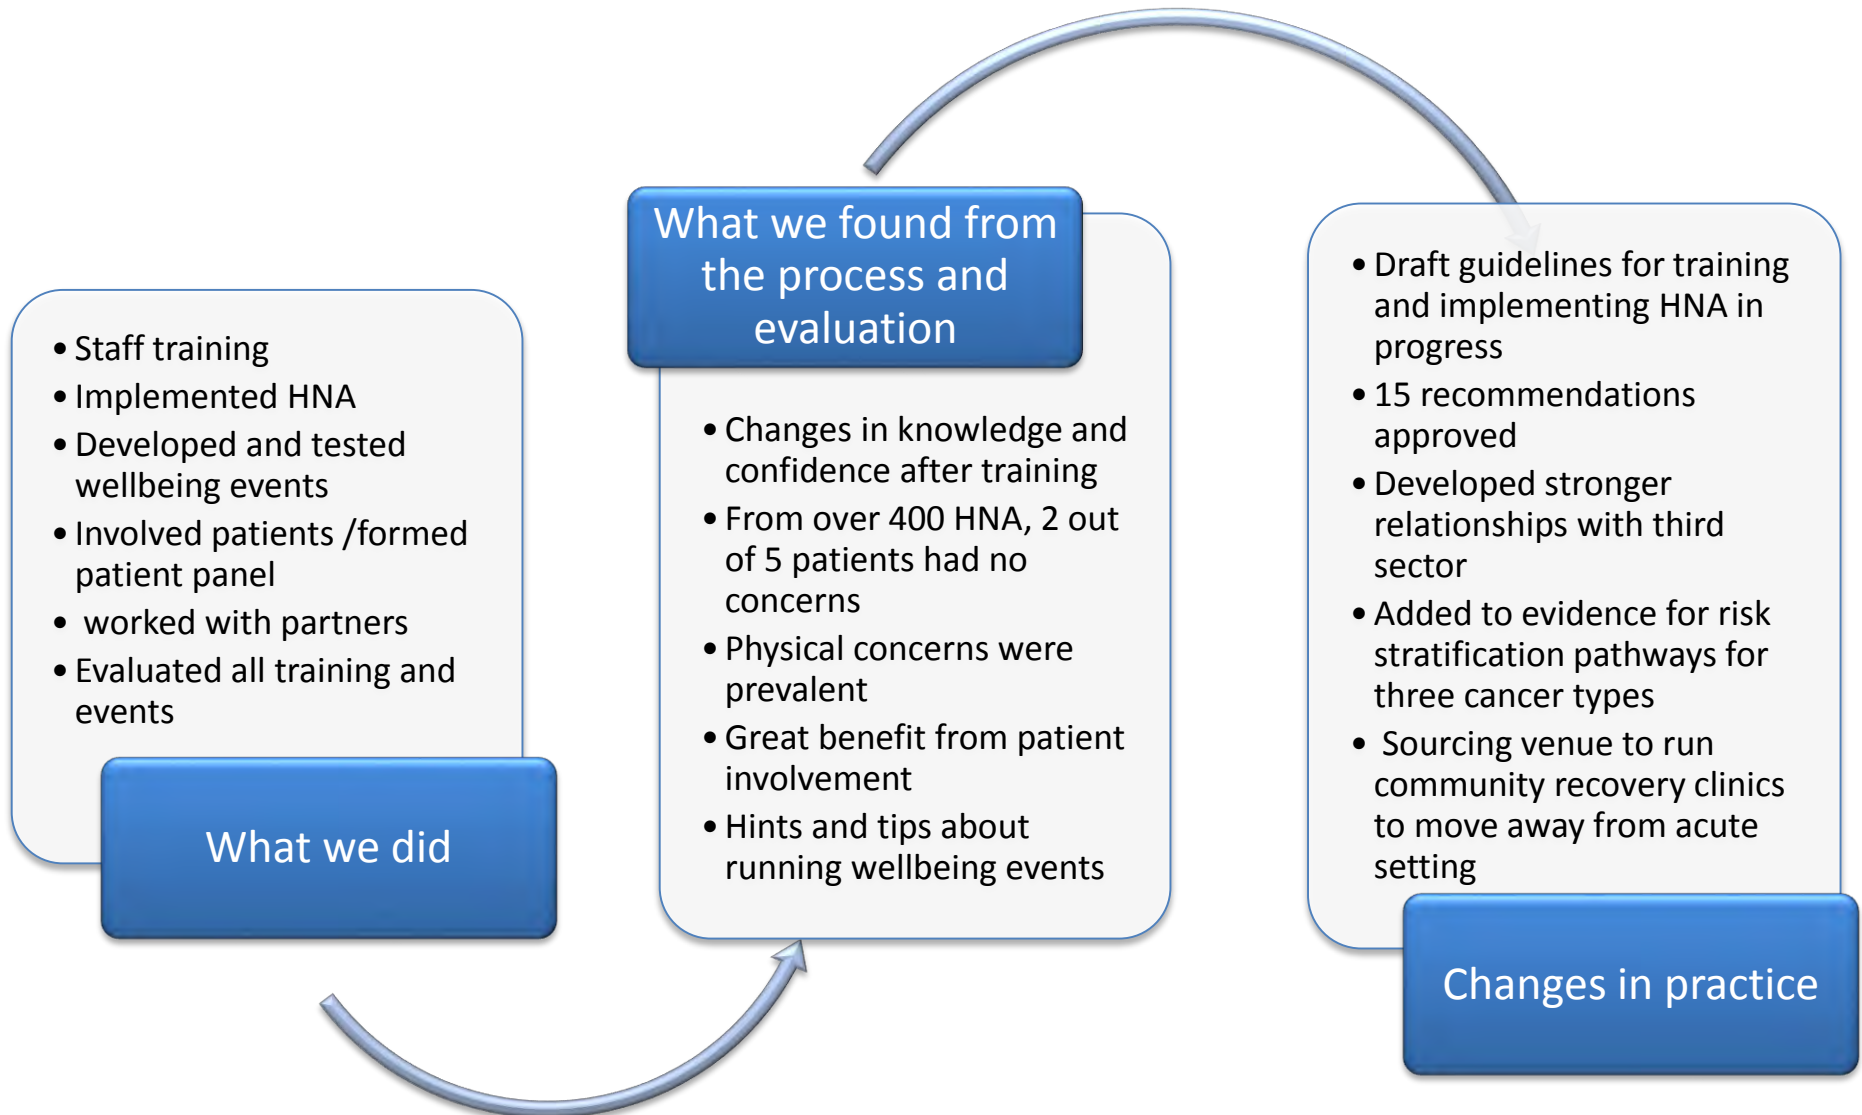 • Staff training
• Implemented HNA
• Developed and tested
wellbeing events
• Involved patients /formed
patient panel
• worked with partners
• Evaluated all training and
events
What we did
What we found from
the process and
evaluation
• Changes in knowledge and
confidence after training
• From over 400 HNA, 2 out
of 5 patients had no
concerns
• Physical concerns were
prevalent
• Great benefit from patient
involvement
• Hints and tips about
running wellbeing events
• Draft guidelines for training
and implementing HNA in
progress
• 15 recommendations
approved
• Developed stronger
relationships with third
sector
• Added to evidence for risk
stratification pathways for
three cancer types
• Sourcing venue to run
community recovery clinics
to move away from acute
setting
Changes in practice